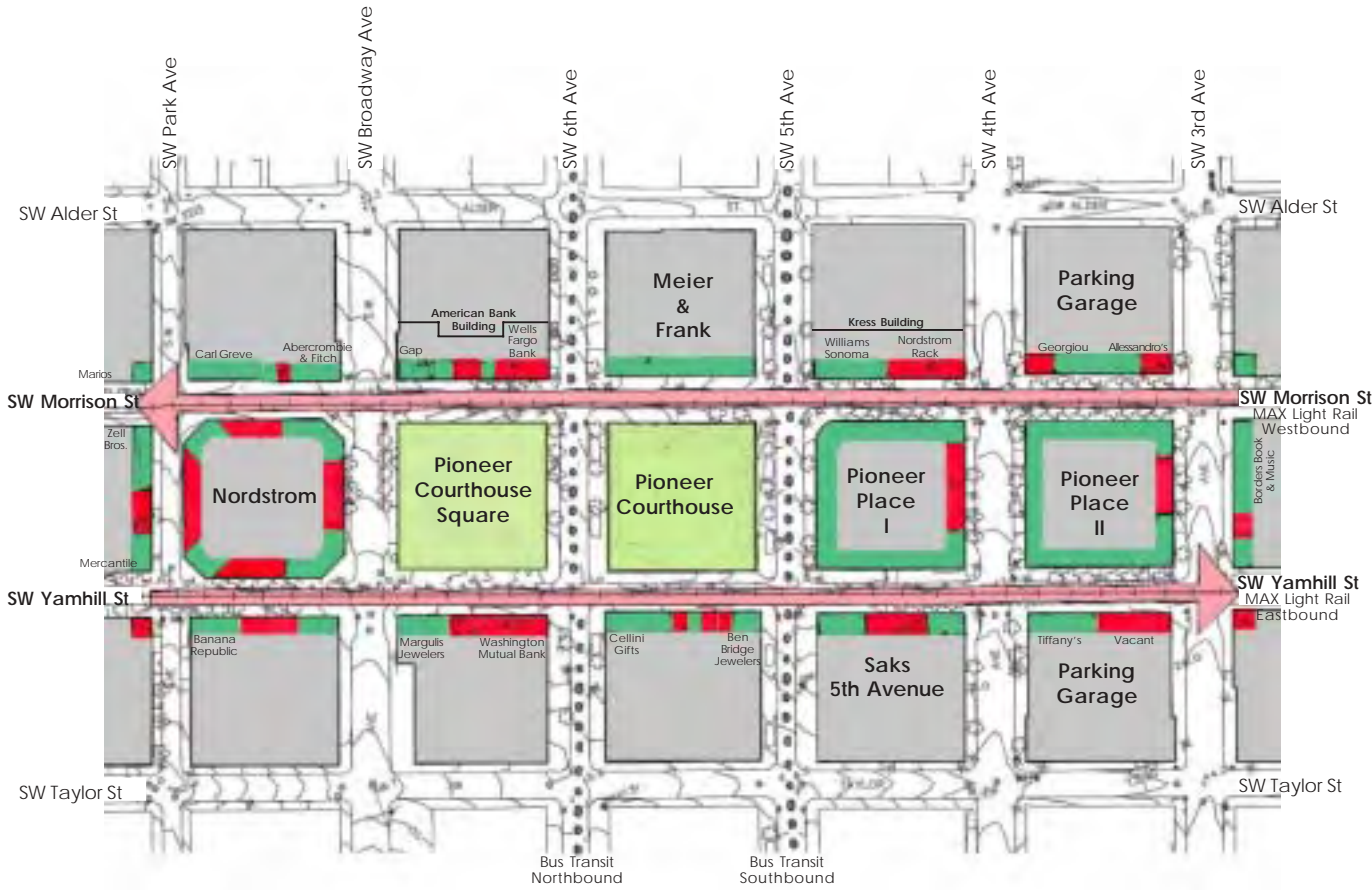 SW Park Ave
SW Broadway Ave
SW 6th Ave
SW 5th Ave
SW 4th Ave
SW 3rd Ave
SW Alder St
ALDER
ST.
SW ALDER
SW Alder St
American Bank
Building
Wells
Fargo
Bank
Gap
Carl Greve
Abercrombie
& Fitch
Meier
&
Frank
Kress Building
Williams
Sonoma
Nordstrom
Rack
Parking
Garage
Georgiou
Allessandro's
Marios
SW Morrison St
SW Morrison St
MAX Light Rail
Westbound
Zell
Bros.
Mercantile
Nordstrom
Pioneer
Courthouse
Square
Pioneer
Courthouse
Pioneer
Place
I
Pioneer
Place
II
Borders Book
& Music
SW Yamhill St
SW Yamhill St
MAX Light Rail
Eastbound
Banana
Republic
Margulis
Jewelers
Washington
Mutual Bank
Cellini
Gifts
Ben
Bridge
Jewelers
Saks
5th Avenue
Tiffany's
Vacant
Parking
Garage
SW Taylor St
SW Taylor St
Bus Transit
Northbound
Bus Transit
Southbound